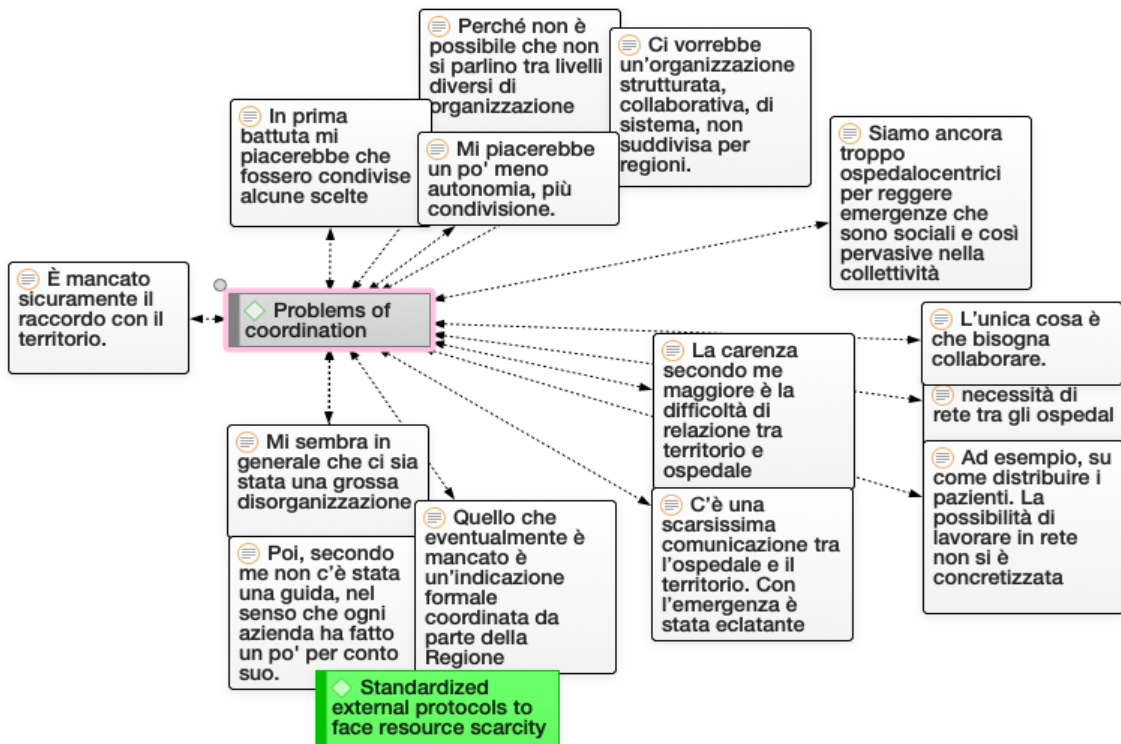 Perché non è
possibile che non
si parlino tra livelli
diversi di
organizzazione
Ci vorrebbe
un'organizzazione
strutturata,
collaborativa, di
sistema, non
suddivisa per
regioni.
In prima
battuta mi
piacerebbe che
fossero condivise
alcune scelte
Mi piacerebbe
un po' meno
autonomia, più
condivisione.
Siamo ancora
troppo
ospedalocentrici
per reggere
emergenze che
sono sociali e così
pervasive nella
collettività
È mancato
sicuramente il
raccordo con il
territorio.
Problems of
coordination
L'unica cosa è
che bisogna
collaborare.
necessità di
rete tra gli ospedal
La carenza
secondo me
maggiore è la
difficoltà di
relazione tra
territorio e
ospedale
Ad esempio, su
come distribuire i
pazienti. La
possibilità di
lavorare in rete
non si è
concretizzata
Mi sembra in
generale che ci sia
stata una grossa
disorganizzazione
Quello che
eventualmente è
mancato è
un'indicazione
formale
coordinata da
parte della
Regione
C'è una
scarsissima
comunicazione tra
l'ospedale e il
territorio. Con
l'emergenza è
stata eclatante
Poi, secondo
me non c'è stata
una guida, nel
senso che ogni
azienda ha fatto
un po' per conto
suo.
Standardized
external protocols to
face resource scarcity